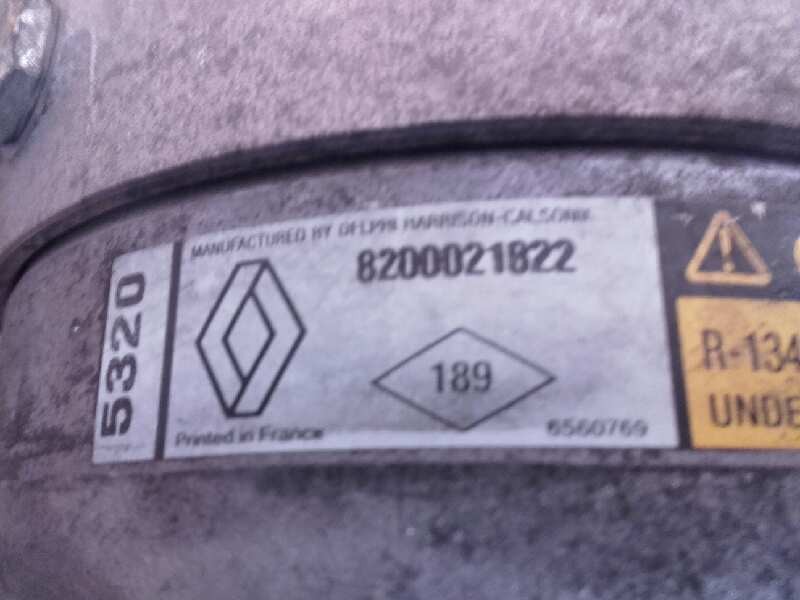 5320
MANUFACTURED BY DELPHI HARRISON-CALSONIC
8200021822
189
Printed in France
6560769
R-134
UNDE